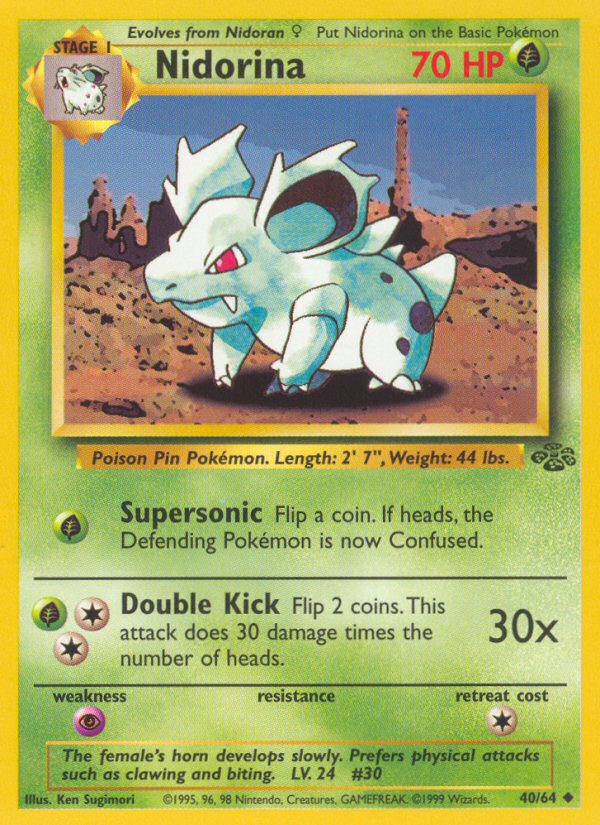 Evolves from Nidoran ♀ Put Nidorina on the Basic Pokémon
STAGE 1
Nidorina 70 HP
Poison Pin Pokémon. Length: 2' 7", Weight: 44 lbs.
Supersonic Flip a coin. If heads, the
Defending Pokémon is now Confused.
Double Kick Flip 2 coins. This
attack does 30 damage times the
number of heads.
30x
weakness resistance retreat cost
The female's horn develops slowly. Prefers physical attacks
such as clawing and biting. LV. 24 #30
Illus. Ken Sugimori ©1995, 96, 98 Nintendo, Creatures, GAMEFREAK. ©1999 Wizards. 40/64 ◆